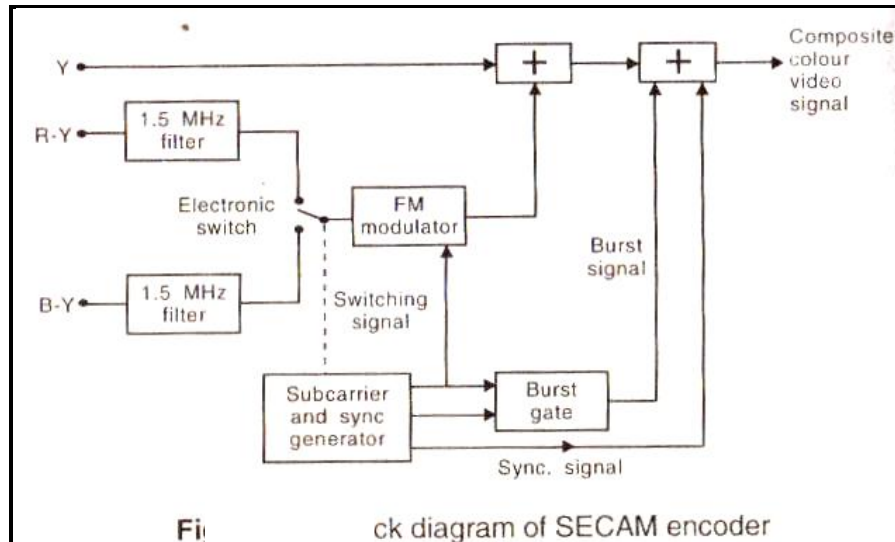 Composite
colour
video
signal
Y
+
+
R-Y
1.5 MHz
filter
Electronic
switch
FM
modulator
Burst
signal
B-Y
1.5 MHz
filter
Switching
signal
Subcarrier
and sync
generator
Burst
gate
Sync. signal
ck diagram of SECAM encoder